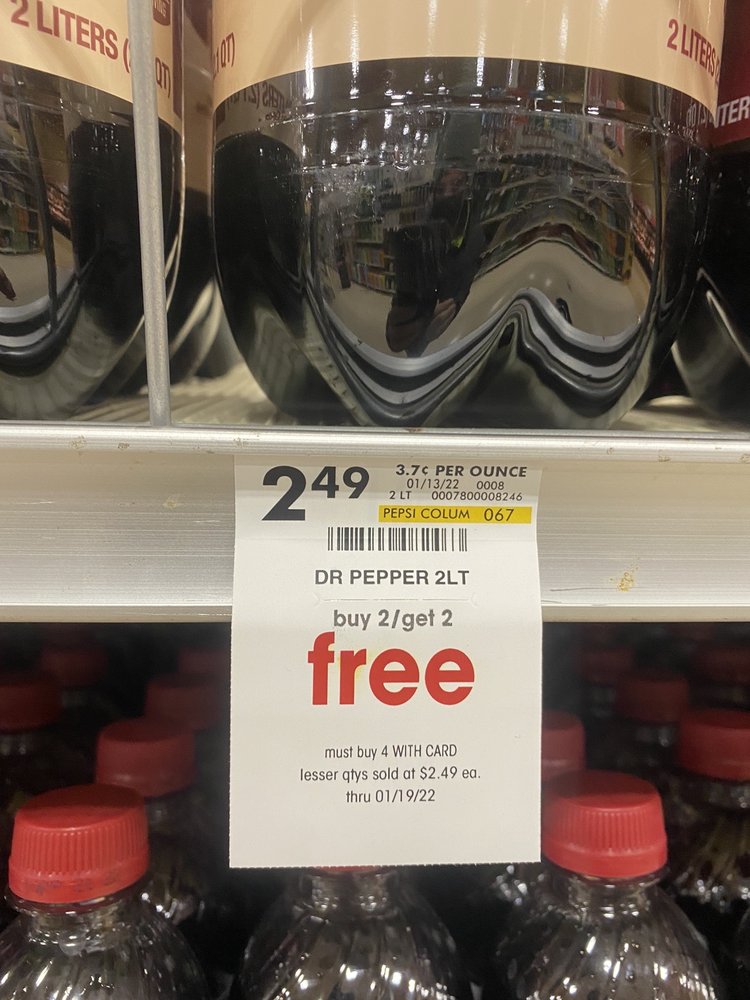 2 LITERS (
QT)
QT)
2 LITERS
2 49
3.7¢ PER OUNCE
01/13/22 0008
2 LT 0007800008246
PEPSI COLUM 067
DR PEPPER 2LT
buy 2/get 2
free
must buy 4 WITH CARD
lesser qtys sold at $2.49 ea.
thru 01/19/22